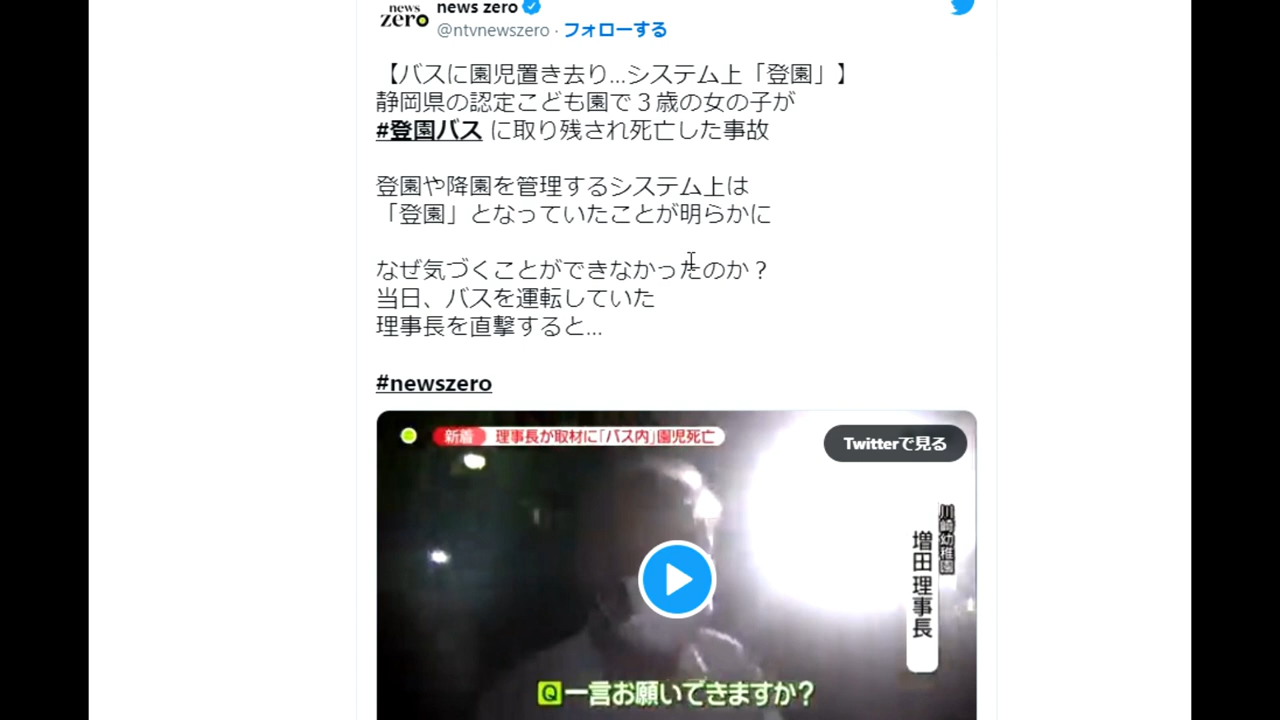 news zero
news zero
@ntvnewszero · フォローする
【バスに園児置き去り...システム上「登園」】
静岡県の認定こども園で３歳の女の子が
#登園バス に取り残され死亡した事故
登園や降園を管理するシステム上は
「登園」となっていたことが明らかに
なぜ気づくことができなかったのか？
当日、バスを運転していた
理事長を直撃すると...
#newszero
新着 理事長が取材に「バス内」園児死亡
Twitterで見る
川崎幼稚園
増田理事長
Q一言お願いできますか?